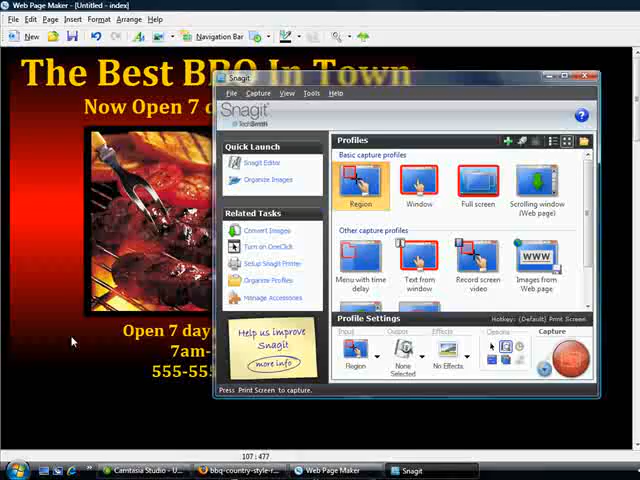 Web Page Maker - [Untitled - index]
File Edit Page Insert Format Arrange Help
New Navigation Bar
The Best BBQ In Town
Now Open 7 d
Open 7 day
7am-
555-555
Snagit
File Capture View Tools Help
Snagit
TechSmith
Quick Launch
Snagit Editor
Organize Images
Related Tasks
Convert Images
Turn on OneClick
Setup Snagit Printer
Organize Profiles
Manage Accessories
Help us improve
Snagit
more info
Profiles
Basic capture profiles
Region Window Full screen Scrolling window
(Web page)
Other capture profiles
WWW
Menu with time
delay
Text from
window
Record screen
video
Images from
Web page
Profile Settings Hotkey: (Default) Print Screen
Input Output Effects Options Capture
Region
None
Selected
No Effects.
Press Print Screen to capture.
107 : 477
Camtasia Studio - U... bbq-country-style-r... Web Page Maker Snagit